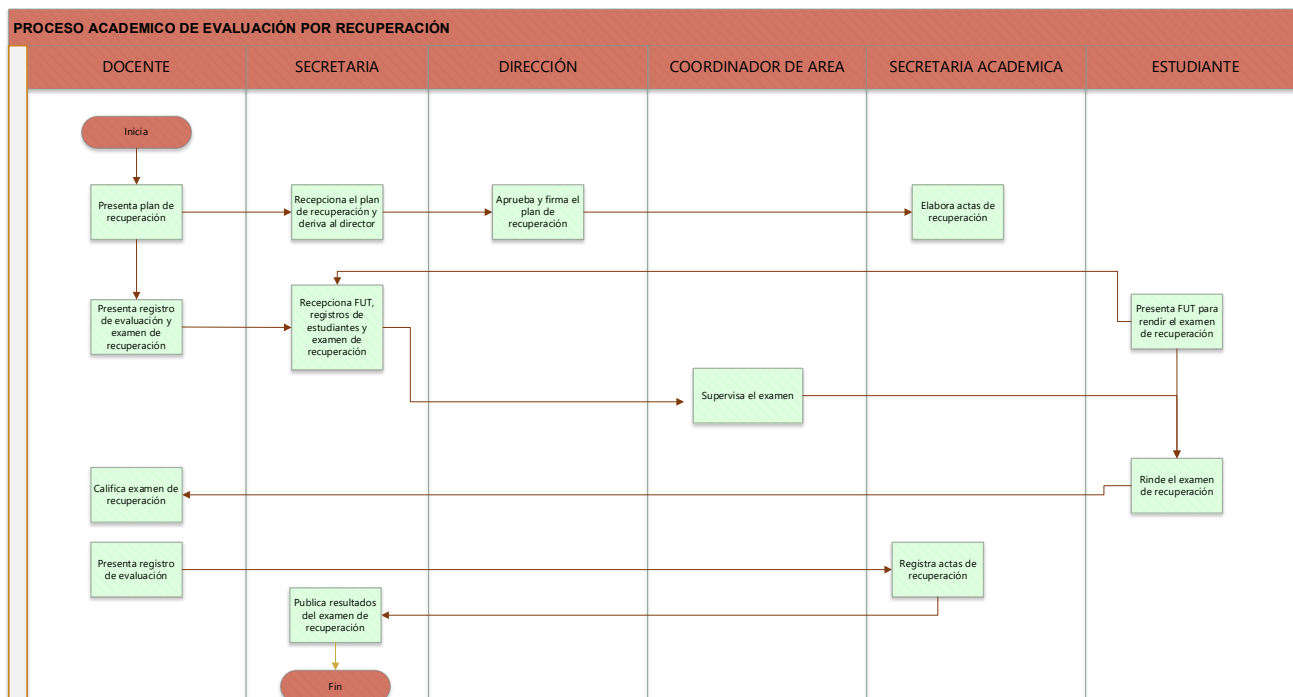 PROCESO ACADEMICO DE EVALUACIÓN POR RECUPERACIÓN
DOCENTE
SECRETARIA
DIRECCIÓN
COORDINADOR DE AREA
SECRETARIA ACADEMICA
ESTUDIANTE
Inicia
Presenta plan de
recuperación
Recepciona el plan
de recuperación y
deriva al director
Aprueba y firma el
plan de
recuperación
Elabora actas de
recuperación
Presenta registro
de evaluación y
examen de
recuperación
Recepciona FUT,
registros de
estudiantes y
examen de
recuperación
Presenta FUT para
rendir el examen
de recuperación
Supervisa el examen
Califica examen de
recuperación
Rinde el examen
de recuperación
Presenta registro
de evaluación
Registra actas de
recuperación
Publica resultados
del examen de
recuperación
Fin